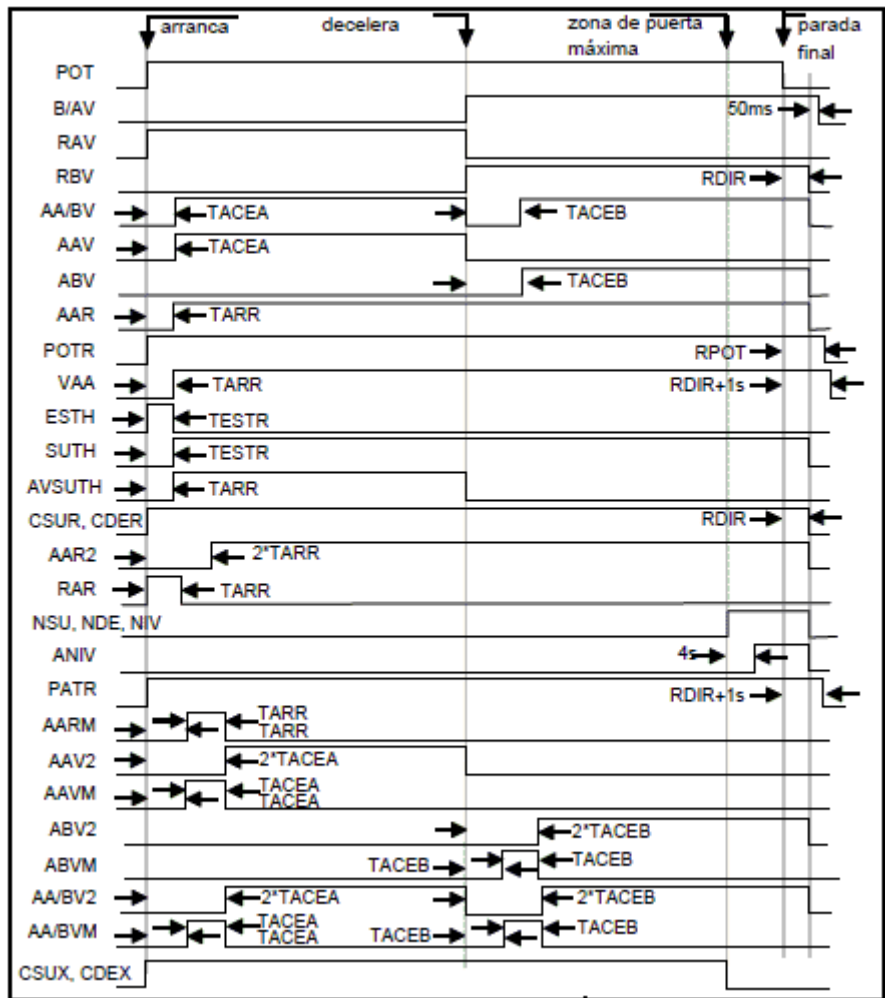 arranca
decelera
zona de puerta
máxima
parada
final
POT
B/AV
50ms
RAV
RBV
RDIR
AA/BV
TACEA
TACEB
AAV
TACEA
ABV
TACEB
AAR
TARR
POTR
RPOT
VAA
TARR
RDIR+1s
ESTH
TESTR
SUTH
TESTR
AVSUTH
TARR
CSUR, CDER
RDIR
AAR2
2*TARR
RAR
TARR
NSU, NDE, NIV
ANIV
4s
PATR
RDIR+1s
AARM
TARR
TARR
AAV2
2*TACEA
AAVM
TACEA
TACEA
ABV2
2*TACEB
ABVM
TACEB
TACEB
AA/BV2
2*TACEA
2*TACEB
AA/BVM
TACEA
TACEA
TACEB
TACEB
CSUX, CDEX